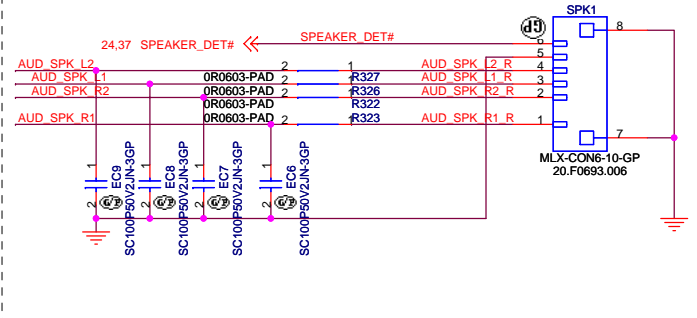 SPK1
GP
8
SPEAKER_DET#
24,37 SPEAKER_DET#
6
5
AUD_SPK_L2 2 1 AUD_SPK_L2_R 4
0R0603-PAD R327
AUD_SPK_L1 AUD_SPK_L1_R 3
0R0603-PAD R326
AUD_SPK_R2 2 1 AUD_SPK_R2_R 2
0R0603-PAD R322
AUD_SPK_R1 2 1 AUD_SPK_R1_R 1
0R0603-PAD R323
7
MLX-CON6-10-GP
20.F0693.006
1 1 1 1
EC9 EC8 EC7 EC6
SC100P50V2JN-3GP SC100P50V2JN-3GP SC100P50V2JN-3GP SC100P50V2JN-3GP
2 2 2 2